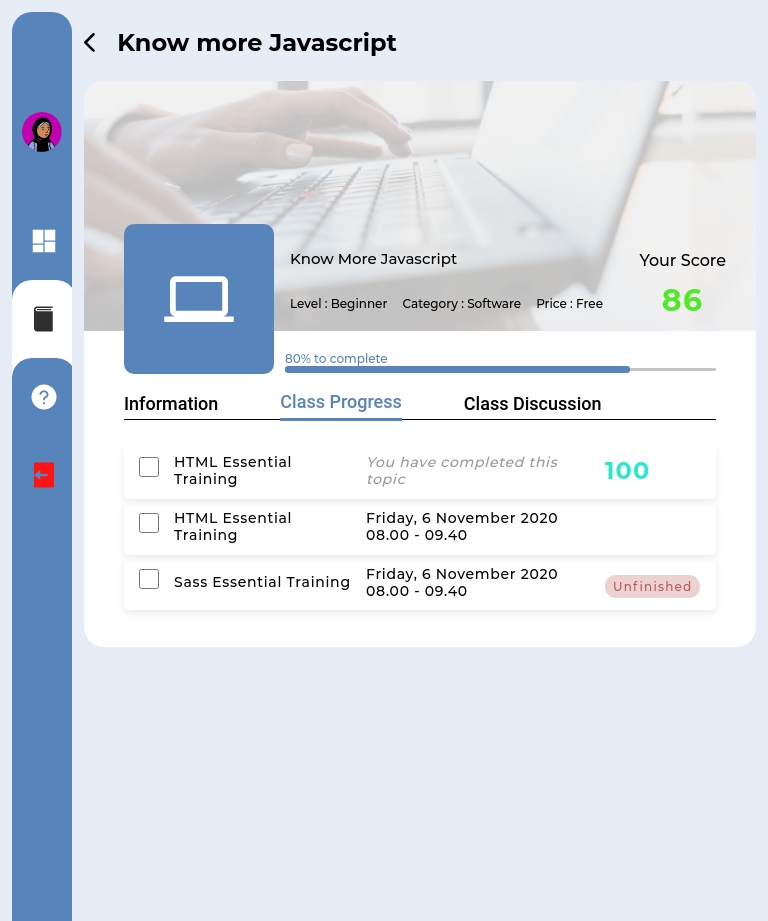 Know more Javascript
Know More Javascript
Your Score
Level : Beginner Category : Software Price : Free
86
80% to complete
Information Class Progress Class Discussion
HTML Essential
Training
You have completed this
topic
100
HTML Essential
Training
Friday, 6 November 2020
08.00 - 09.40
Sass Essential Training
Friday, 6 November 2020
08.00 - 09.40
Unfinished